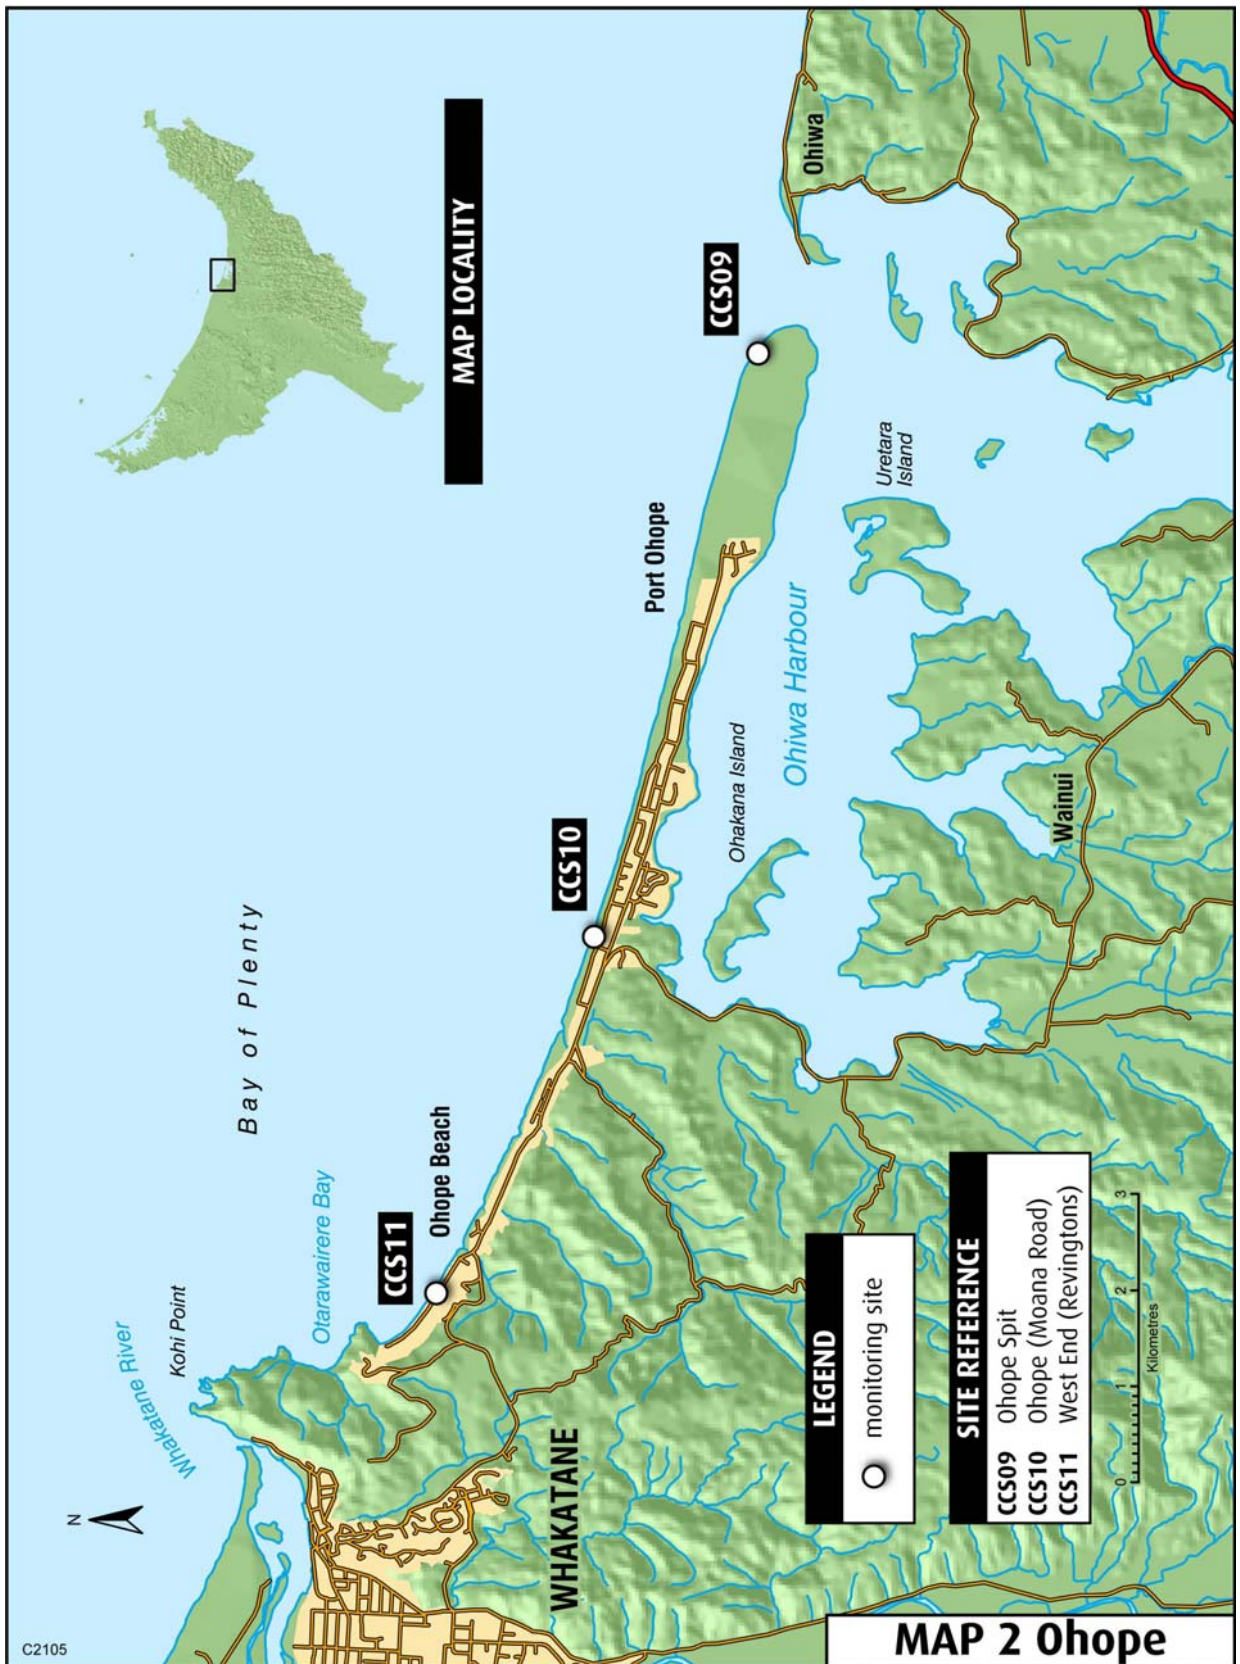 C2105
MAP 2 Ohope
N
Whakatane River
Kohi Point
Otarawairere Bay
Bay of Plenty
MAP LOCALITY
CCS11
Ohope Beach
CCS10
Port Ohope
CCS09
Ohiwa
WHAKATANE
Ohakana Island
Ohiwa Harbour
Uretara
Island
Wainui
LEGEND
monitoring site
SITE REFERENCE
CCS09 Ohope Spit
CCS10 Ohope (Moana Road)
CCS11 West End (Revingtons)
0 1 2 3
Kilometres